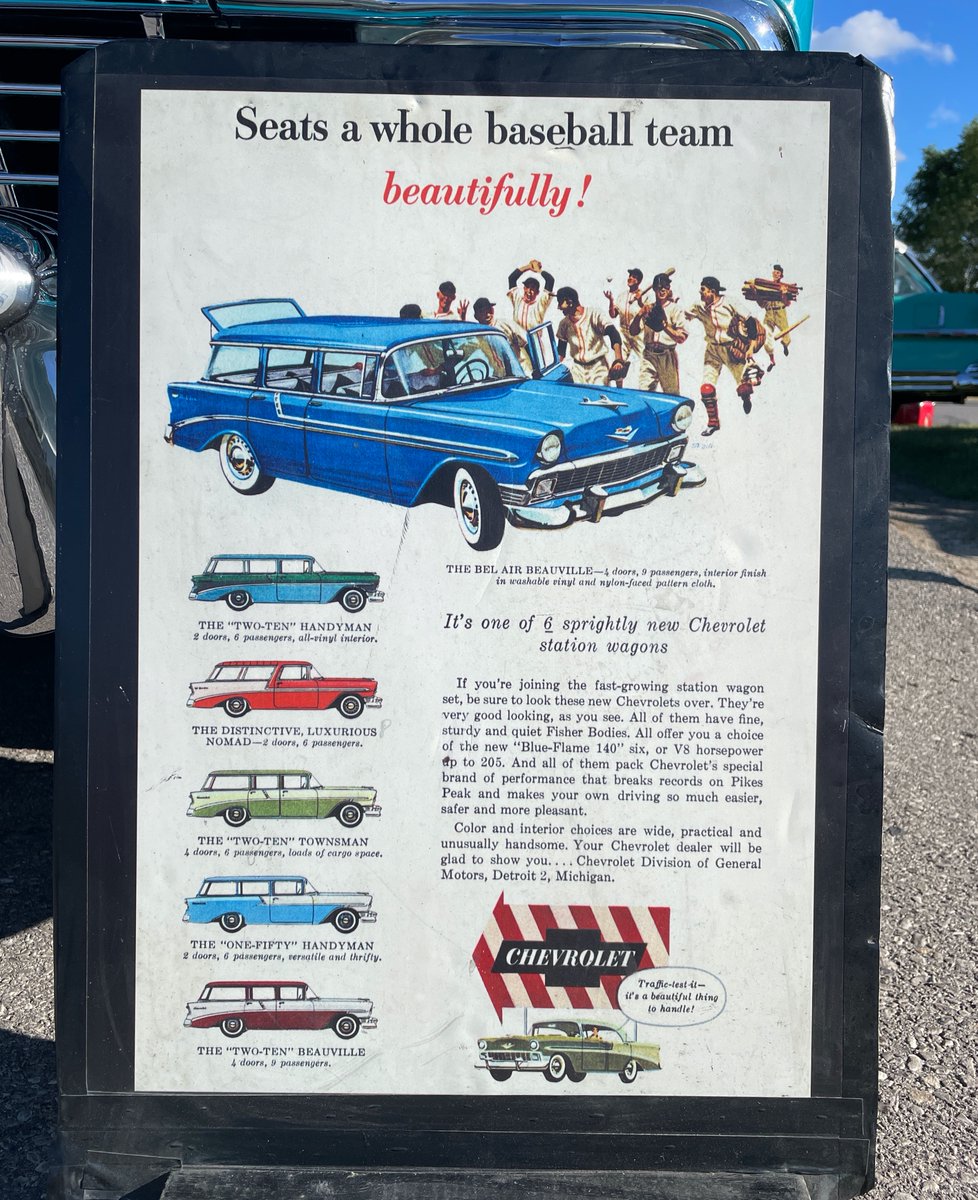 Seats a whole baseball team
beautifully!
THE BEL AIR BEAUVILLE—4 doors, 9 passengers, interior finish
in washable vinyl and nylon-faced pattern cloth.
It's one of 6 sprightly new Chevrolet
station wagons
If you're joining the fast-growing station wagon
set, be sure to look these new Chevrolets over. They're
very good looking, as you see. All of them have fine,
sturdy and quiet Fisher Bodies. All offer you a choice
of the new "Blue-Flame 140" six, or V8 horsepower
up to 205. And all of them pack Chevrolet's special
brand of performance that breaks records on Pikes
Peak and makes your own driving so much easier,
safer and more pleasant.
Color and interior choices are wide, practical and
unusually handsome. Your Chevrolet dealer will be
glad to show you.... Chevrolet Division of General
Motors, Detroit 2, Michigan.
THE "TWO-TEN" HANDYMAN
2 doors, 6 passengers, all-vinyl interior.
THE DISTINCTIVE, LUXURIOUS
NOMAD—2 doors, 6 passengers.
THE "TWO-TEN" TOWNSMAN
4 doors, 6 passengers, loads of cargo space.
THE "ONE-FIFTY" HANDYMAN
2 doors, 6 passengers, versatile and thrifty.
THE "TWO-TEN" BEAUVILLE
4 doors, 9 passengers.
CHEVROLET
Traffic-test it—
it's a beautiful thing
to handle!